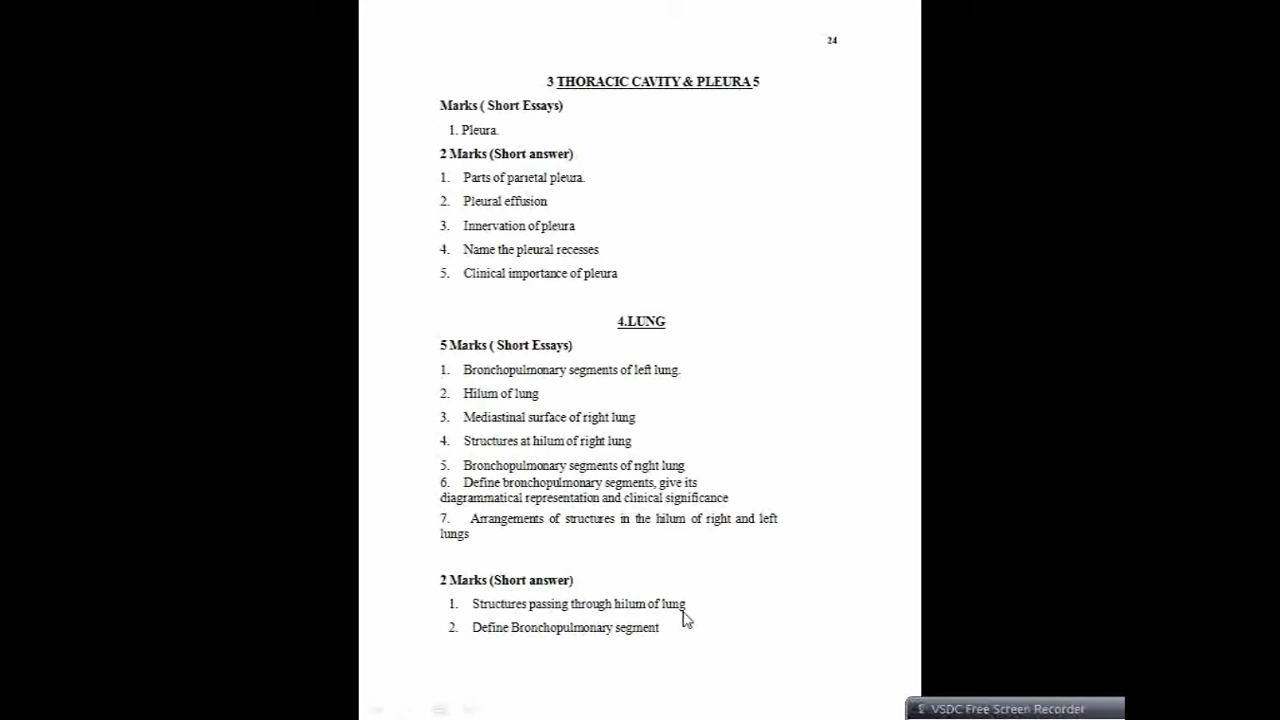 24
3 THORACIC CAVITY & PLEURA 5
Marks ( Short Essays)
1. Pleura.
2 Marks (Short answer)
1. Parts of parietal pleura.
2. Pleural effusion
3. Innervation of pleura
4. Name the pleural recesses
5. Clinical importance of pleura
4.LUNG
5 Marks ( Short Essays)
1. Bronchopulmonary segments of left lung.
2. Hilum of lung
3. Mediastinal surface of right lung
4. Structures at hilum of right lung
5. Bronchopulmonary segments of right lung
6. Define bronchopulmonary segments, give its
diagrammatical representation and clinical significance
7. Arrangements of structures in the hilum of right and left
lungs
2 Marks (Short answer)
1. Structures passing through hilum of lung
2. Define Bronchopulmonary segment
VSDC Free Screen Recorder